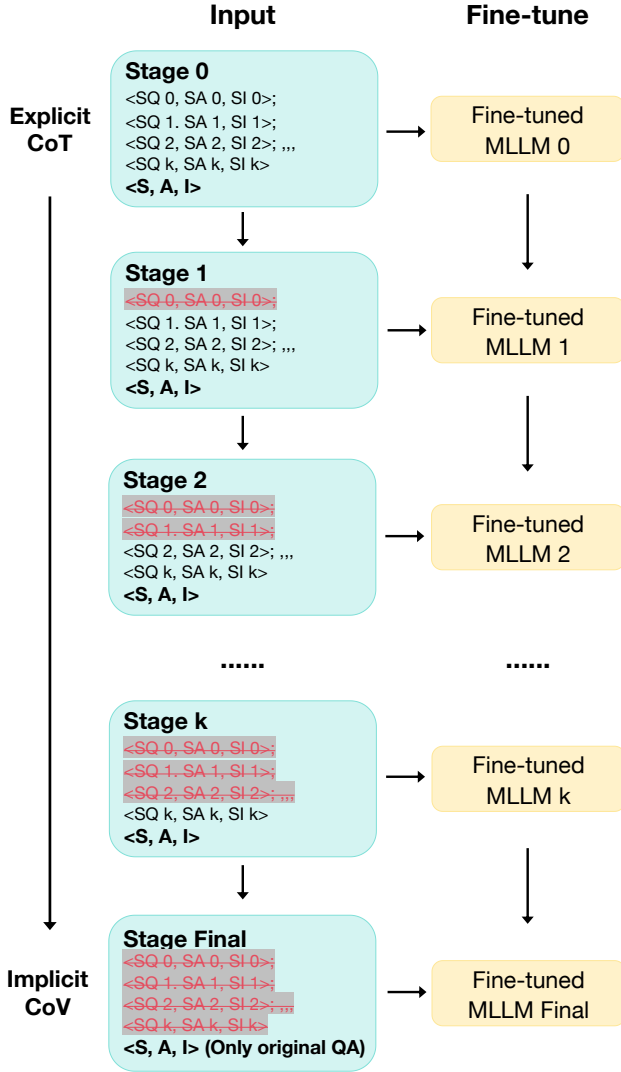 Input
Fine-tune
Explicit
CoT
Stage 0
<SQ 0, SA 0, SI 0>;
<SQ 1. SA 1, SI 1>;
<SQ 2, SA 2, SI 2>; ,,,
<SQ k, SA k, SI k>
<S, A, I>
Fine-tuned
MLLM 0
Stage 1
<SQ 0, SA 0, SI 0>;
<SQ 1. SA 1, SI 1>;
<SQ 2, SA 2, SI 2>; ,,,
<SQ k, SA k, SI k>
<S, A, I>
Fine-tuned
MLLM 1
Stage 2
<SQ 0, SA 0, SI 0>;
<SQ 1. SA 1, SI 1>;
<SQ 2, SA 2, SI 2>; ,,,
<SQ k, SA k, SI k>
<S, A, I>
Fine-tuned
MLLM 2
......
......
Stage k
<SQ 0, SA 0, SI 0>;
<SQ 1. SA 1, SI 1>;
<SQ 2, SA 2, SI 2>; ,,,
<SQ k, SA k, SI k>
<S, A, I>
Fine-tuned
MLLM k
Implicit
CoV
Stage Final
<SQ 0, SA 0, SI 0>;
<SQ 1. SA 1, SI 1>;
<SQ 2, SA 2, SI 2>; ,,,
<SQ k, SA k, SI k>
<S, A, I> (Only original QA)
Fine-tuned
MLLM Final